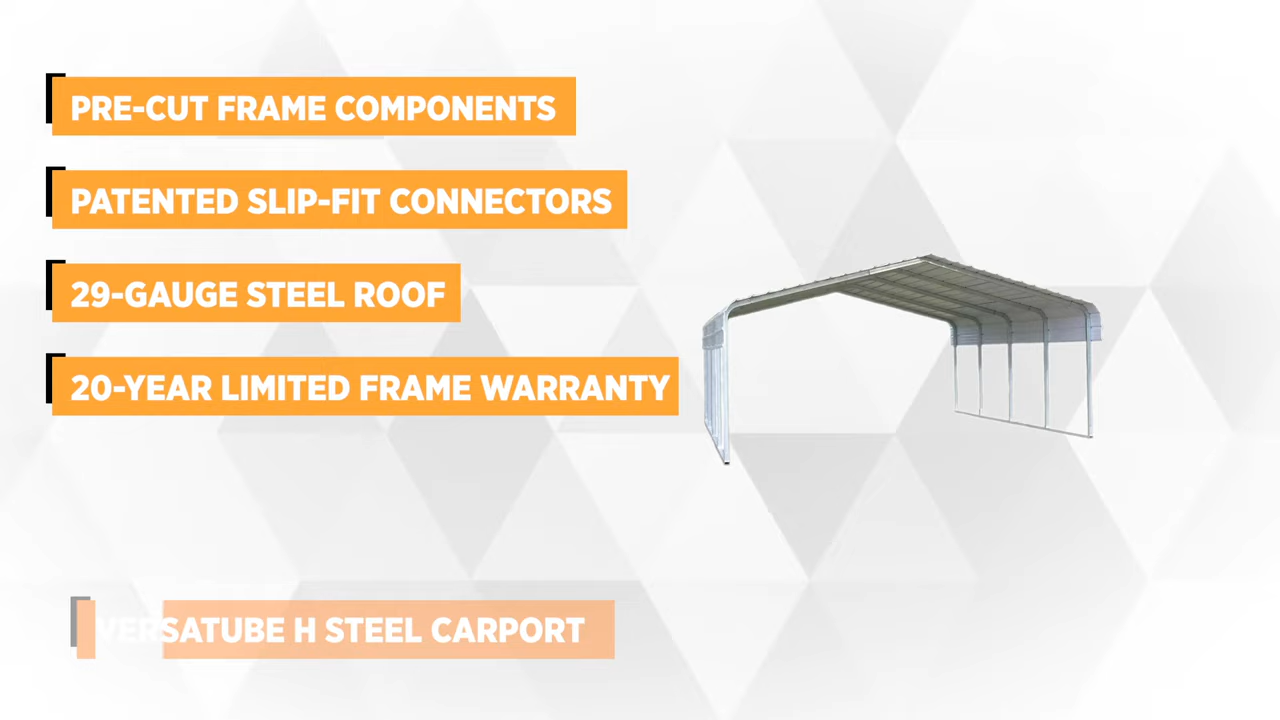 PRE-CUT FRAME COMPONENTS
PATENTED SLIP-FIT CONNECTORS
29-GAUGE STEEL ROOF
20-YEAR LIMITED FRAME WARRANTY
VERSATUBE H STEEL CARPORT